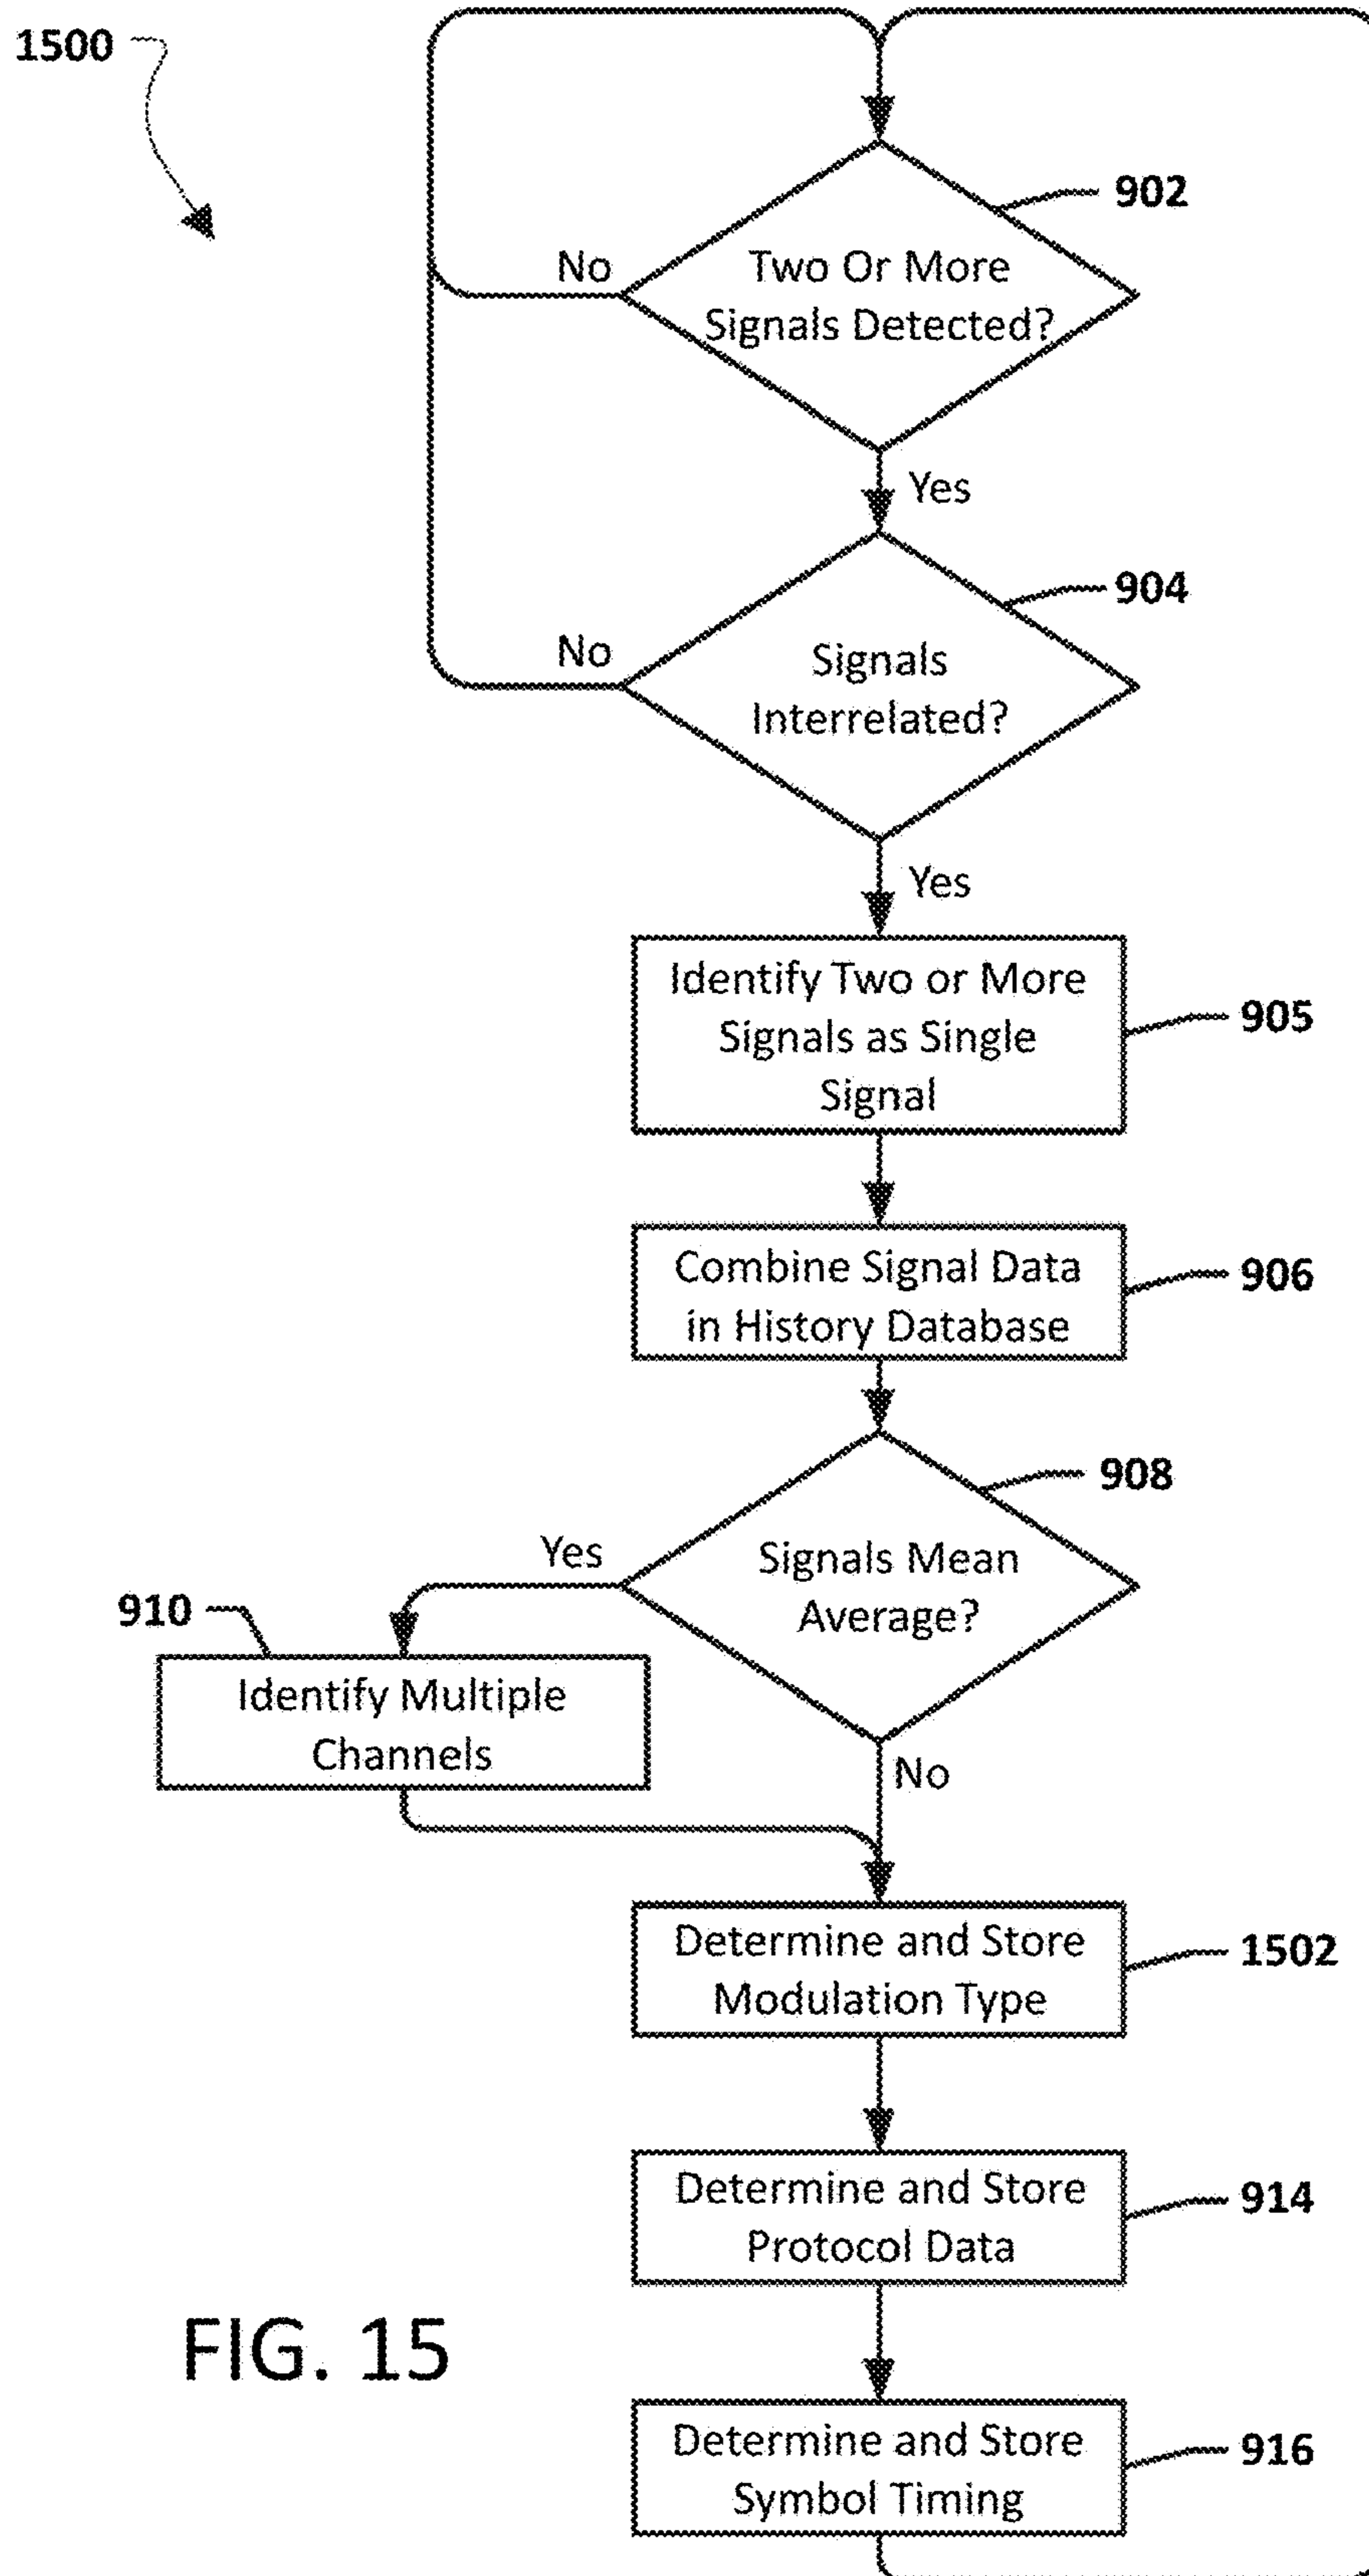 1500
902
No
Two Or More
Signals Detected?
Yes
904
No
Signals
Interrelated?
Yes
Identify Two or More
Signals as Single
Signal
905
Combine Signal Data
in History Database
906
908
Yes
Signals Mean
Average?
910
Identify Multiple
Channels
No
Determine and Store
Modulation Type
1502
Determine and Store
Protocol Data
914
FIG. 15
Determine and Store
Symbol Timing
916